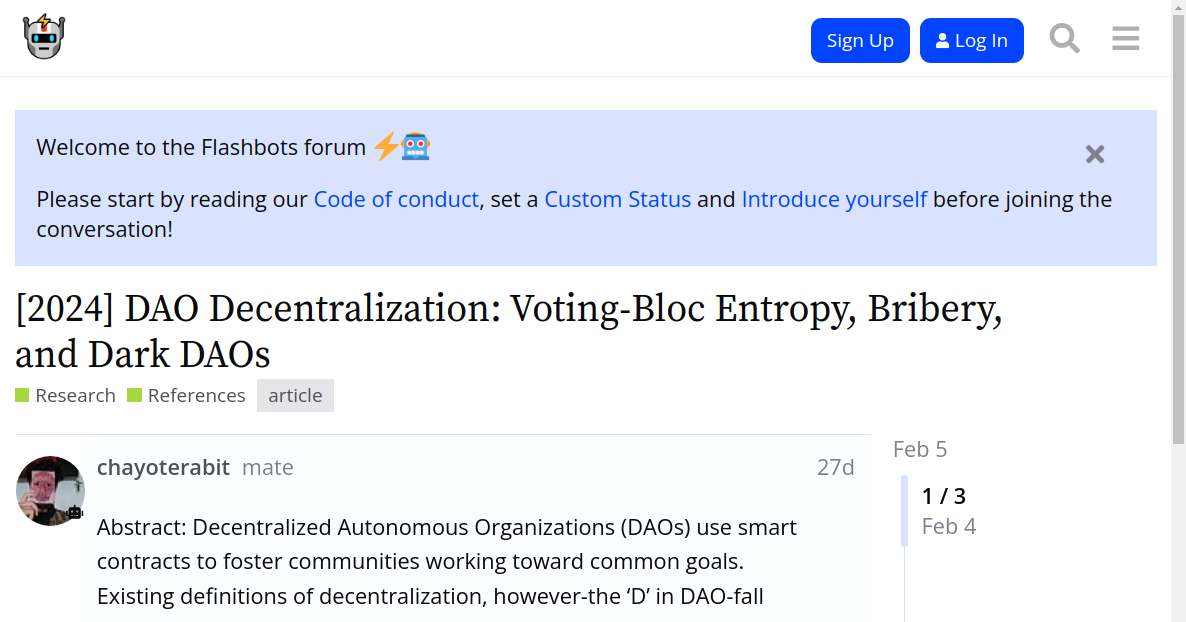 Sign Up
Log In
Welcome to the Flashbots forum
Please start by reading our Code of conduct, set a Custom Status and Introduce yourself before joining the
conversation!
[2024] DAO Decentralization: Voting-Bloc Entropy, Bribery,
and Dark DAOs
Research References article
chayoterabit mate 27d
Abstract: Decentralized Autonomous Organizations (DAOs) use smart
contracts to foster communities working toward common goals.
Existing definitions of decentralization, however-the ‘D’ in DAO-fall
Feb 5
1 / 3
Feb 4